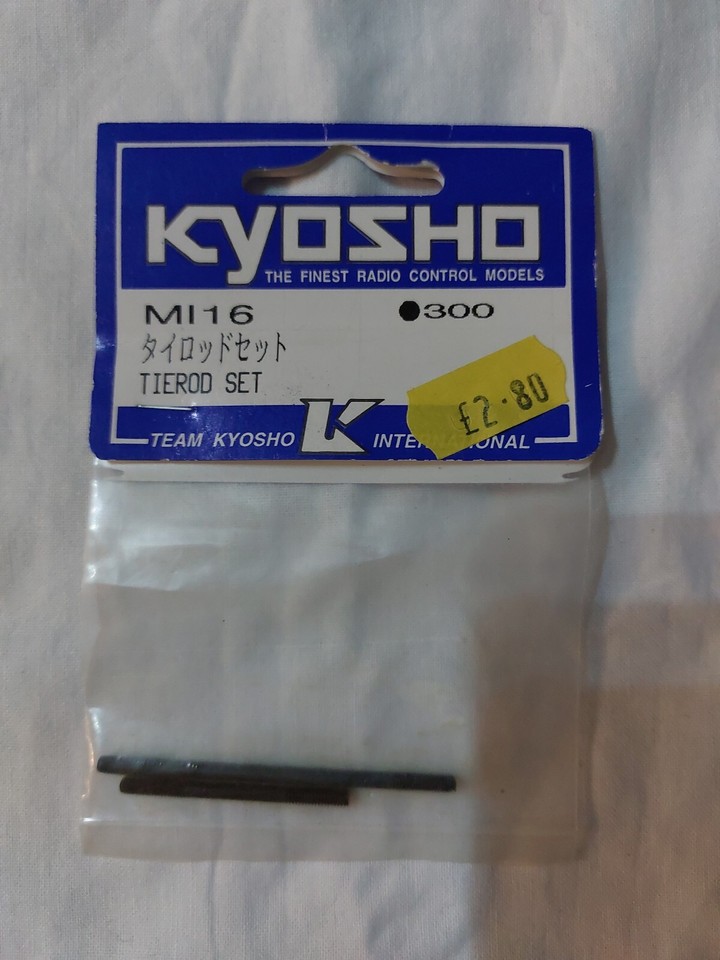 KYOSHO
THE FINEST RADIO CONTROL MODELS
MI16 ●300
タイロッドセット
TIEROD SET
£2.80
TEAM KYOSHO K INTERNATIONAL